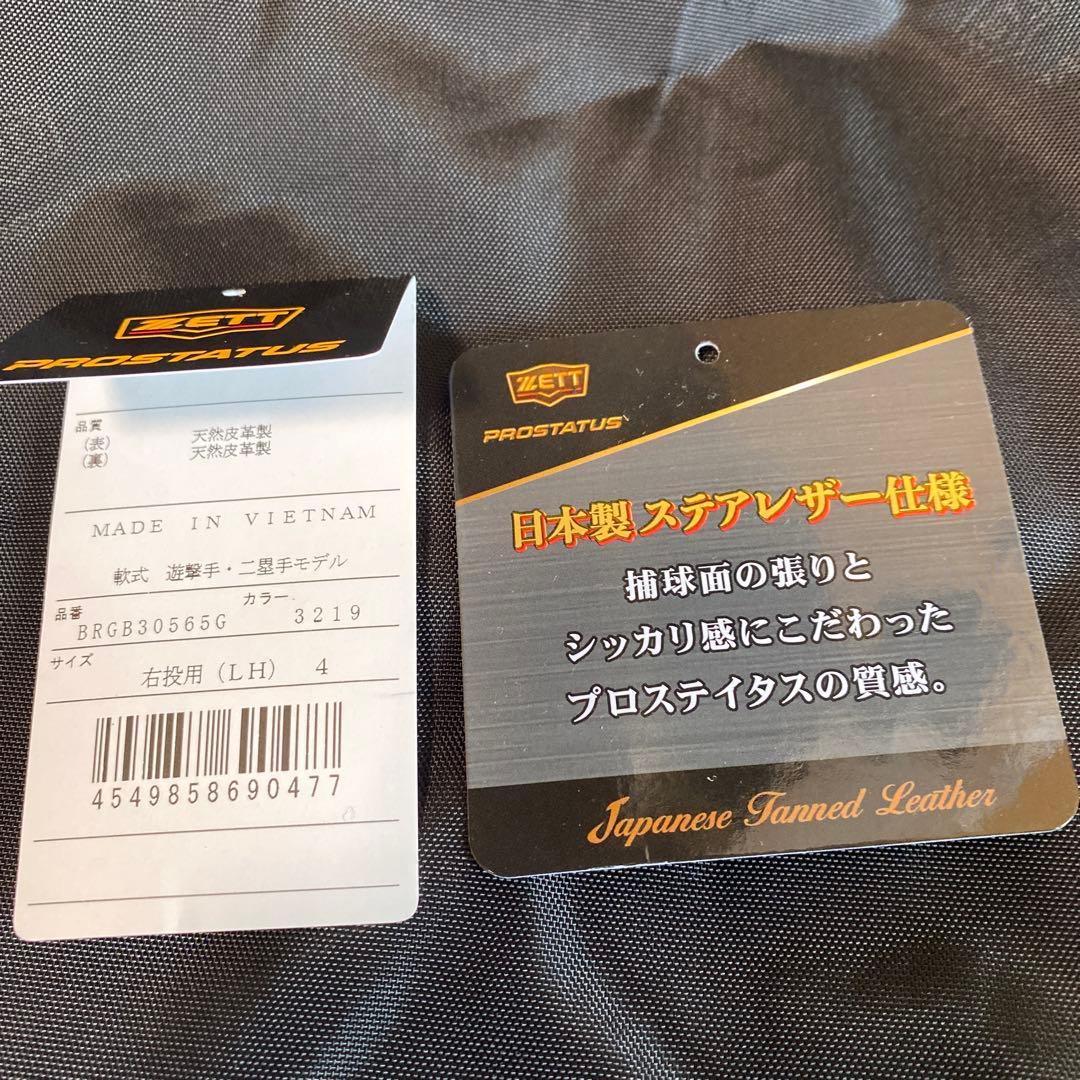 ZETT
PROSTATUS
品質
(表) 天然皮革製
(裏) 天然皮革製
MADE IN VIETNAM
軟式 遊撃手・二塁手モデル
品番 BRGB30565G カラー 3219
サイズ 右投用(LH) 4
4549858690477
ZETT
PROSTATUS
日本製 ステアレザー仕様
捕球面の張りと
シッカリ感にこだわった
プロステイタスの質感。
Japanese Tanned Leather